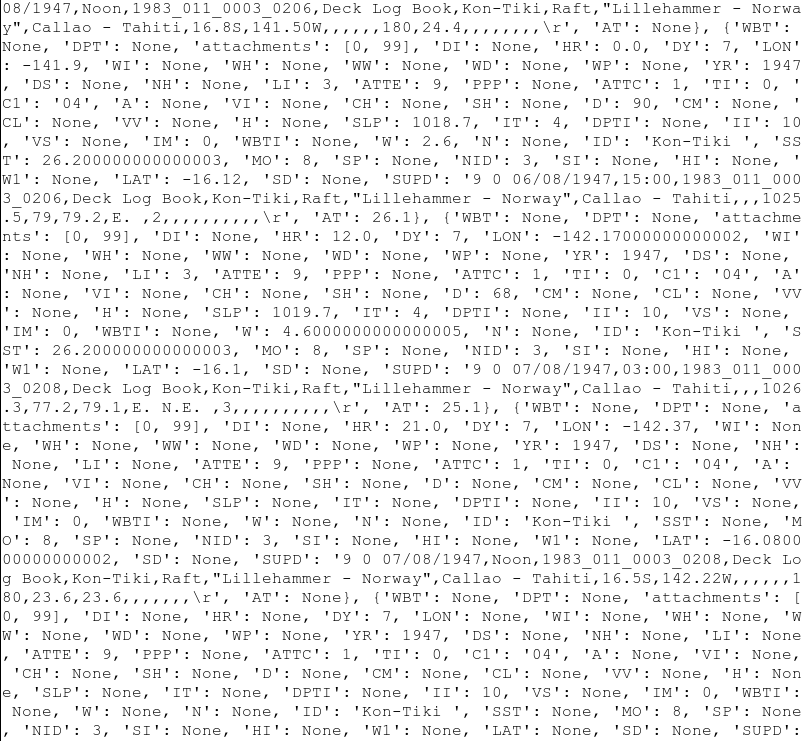 08/1947,Noon,1983_011_0003_0206,Deck Log Book,Kon-Tiki,Raft,"Lillehammer - Norwa
y",Callao - Tahiti,16.8S,141.50W,,,,,,180,24.4,,,,,,,,\r', 'AT': None}, {'WBT':
None, 'DPT': None, 'attachments': [0, 99], 'DI': None, 'HR': 0.0, 'DY': 7, 'LON'
: -141.9, 'WI': None, 'WH': None, 'WW': None, 'WD': None, 'WP': None, 'YR': 1947
, 'DS': None, 'NH': None, 'LI': 3, 'ATTE': 9, 'PPP': None, 'ATTC': 1, 'TI': 0, '
C1': '04', 'A': None, 'VI': None, 'CH': None, 'SH': None, 'D': 90, 'CM': None, '
CL': None, 'VV': None, 'H': None, 'SLP': 1018.7, 'IT': 4, 'DPTI': None, 'II': 10
, 'VS': None, 'IM': 0, 'WBTI': None, 'W': 2.6, 'N': None, 'ID': 'Kon-Tiki ', 'SS
T': 26.200000000000003, 'MO': 8, 'SP': None, 'NID': 3, 'SI': None, 'HI': None, '
W1': None, 'LAT': -16.12, 'SD': None, 'SUPD': '9 0 06/08/1947,15:00,1983_011_000
3_0206,Deck Log Book,Kon-Tiki,Raft,"Lillehammer - Norway",Callao - Tahiti,,,1025
.5,79,79.2,E. ,2,,,,,,,,,,\r', 'AT': 26.1}, {'WBT': None, 'DPT': None, 'attachme
nts': [0, 99], 'DI': None, 'HR': 12.0, 'DY': 7, 'LON': -142.17000000000002, 'WI'
: None, 'WH': None, 'WW': None, 'WD': None, 'WP': None, 'YR': 1947, 'DS': None,
'NH': None, 'LI': 3, 'ATTE': 9, 'PPP': None, 'ATTC': 1, 'TI': 0, 'C1': '04', 'A'
: None, 'VI': None, 'CH': None, 'SH': None, 'D': 68, 'CM': None, 'CL': None, 'VV
': None, 'H': None, 'SLP': 1019.7, 'IT': 4, 'DPTI': None, 'II': 10, 'VS': None,
'IM': 0, 'WBTI': None, 'W': 4.6000000000000005, 'N': None, 'ID': 'Kon-Tiki ', 'S
ST': 26.200000000000003, 'MO': 8, 'SP': None, 'NID': 3, 'SI': None, 'HI': None,
'W1': None, 'LAT': -16.1, 'SD': None, 'SUPD': '9 0 07/08/1947,03:00,1983_011_000
3_0208,Deck Log Book,Kon-Tiki,Raft,"Lillehammer - Norway",Callao - Tahiti,,,1026
.3,77.2,79.1,E. N.E. ,3,,,,,,,,,,\r', 'AT': 25.1}, {'WBT': None, 'DPT': None, 'a
ttachments': [0, 99], 'DI': None, 'HR': 21.0, 'DY': 7, 'LON': -142.37, 'WI': Non
e, 'WH': None, 'WW': None, 'WD': None, 'WP': None, 'YR': 1947, 'DS': None, 'NH':
None, 'LI': None, 'ATTE': 9, 'PPP': None, 'ATTC': 1, 'TI': 0, 'C1': '04', 'A':
None, 'VI': None, 'CH': None, 'SH': None, 'D': None, 'CM': None, 'CL': None, 'VV
': None, 'H': None, 'SLP': None, 'IT': None, 'DPTI': None, 'II': 10, 'VS': None,
'IM': 0, 'WBTI': None, 'W': None, 'N': None, 'ID': 'Kon-Tiki ', 'SST': None, 'M
O': 8, 'SP': None, 'NID': 3, 'SI': None, 'HI': None, 'W1': None, 'LAT': -16.0800
00000000002, 'SD': None, 'SUPD': '9 0 07/08/1947,Noon,1983_011_0003_0208,Deck Lo
g Book,Kon-Tiki,Raft,"Lillehammer - Norway",Callao - Tahiti,16.5S,142.22W,,,,,,1
80,23.6,23.6,,,,,,,\r', 'AT': None}, {'WBT': None, 'DPT': None, 'attachments': [
0, 99], 'DI': None, 'HR': None, 'DY': 7, 'LON': None, 'WI': None, 'WH': None, 'W
W': None, 'WD': None, 'WP': None, 'YR': 1947, 'DS': None, 'NH': None, 'LI': None
, 'ATTE': 9, 'PPP': None, 'ATTC': 1, 'TI': 0, 'C1': '04', 'A': None, 'VI': None,
'CH': None, 'SH': None, 'D': None, 'CM': None, 'CL': None, 'VV': None, 'H': Non
e, 'SLP': None, 'IT': None, 'DPTI': None, 'II': 10, 'VS': None, 'IM': 0, 'WBTI':
None, 'W': None, 'N': None, 'ID': 'Kon-Tiki ', 'SST': None, 'MO': 8, 'SP': None
, 'NID': 3, 'SI': None, 'HI': None, 'W1': None, 'LAT': None, 'SD': None, 'SUPD':